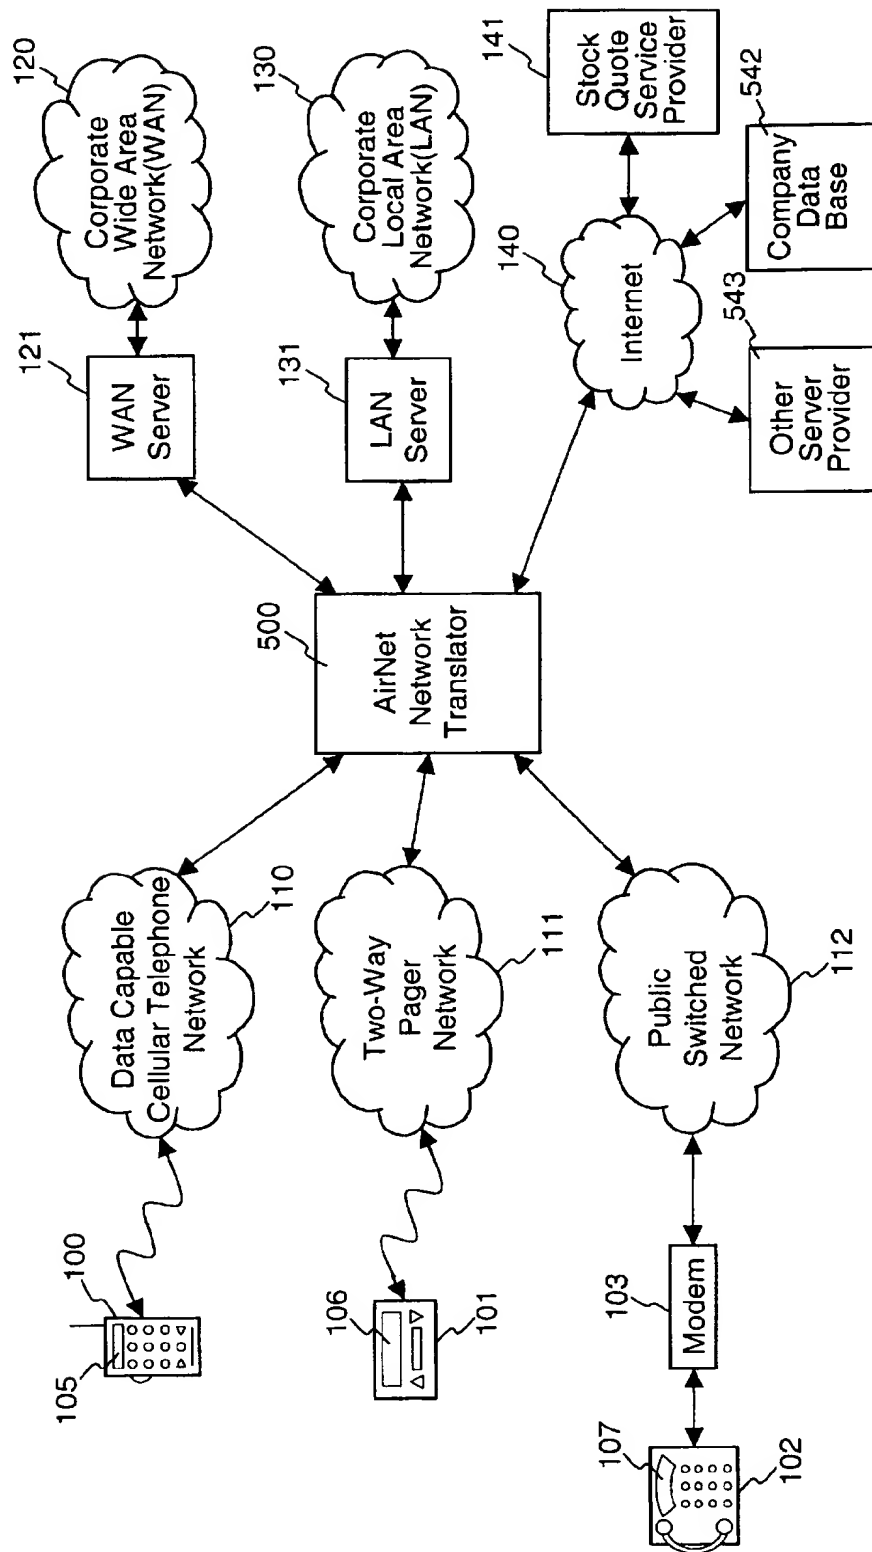 100
105
Data Capable
Cellular Telephone
Network
110
106
101
Two-Way
Pager
Network
111
107
102
103
Modem
Public
Switched
Network
112
500
AirNet
Network
Translator
121
WAN
Server
120
Corporate
Wide Area
Network(WAN)
131
LAN
Server
130
Corporate
Local Area
Network(LAN)
140
Internet
141
Stock
Quote
Service
Provider
542
Company
Data
Base
543
Other
Server
Provider